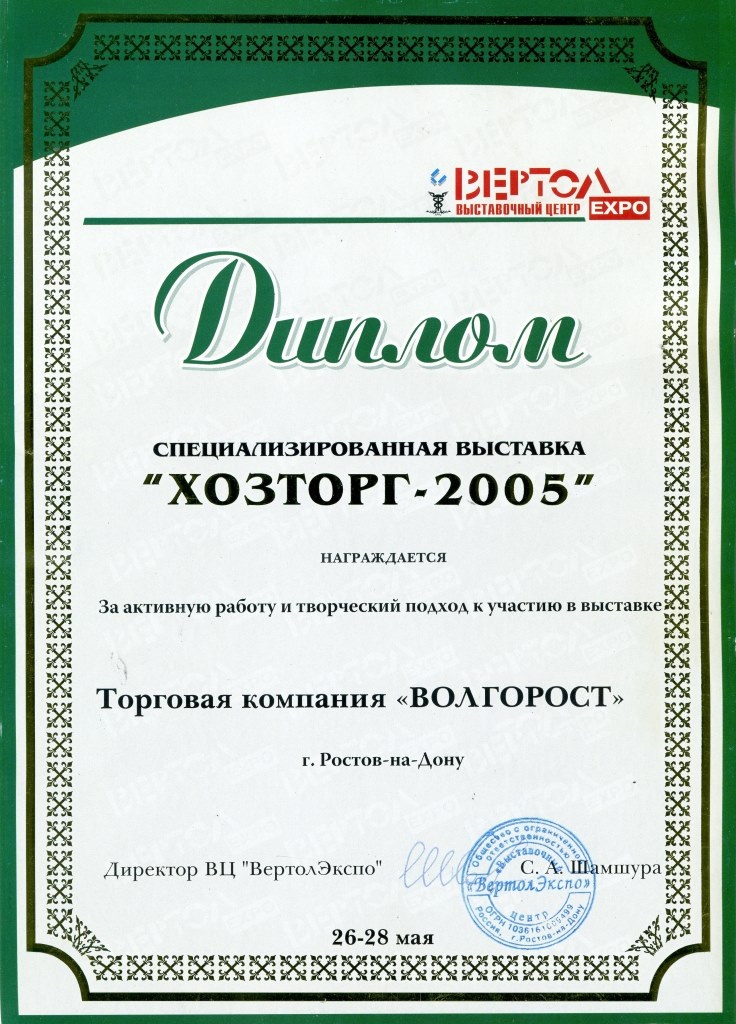 ВЕРТОЛ
ВЫСТАВОЧНЫЙ ЦЕНТР EXPO
Диплом
СПЕЦИАЛИЗИРОВАННАЯ ВЫСТАВКА
"ХОЗТОРГ-2005"
НАГРАЖДАЕТСЯ
За активную работу и творческий подход к участию в выставке
Торговая компания «ВОЛГОРОСТ»
г. Ростов-на-Дону
Директор ВЦ "ВертолЭкспо" С. А. Шамшура
Общество с ограниченной
ответственностью
Выставочный
«ВертолЭкспо»
центр
ОГРН
Россия, г.Ростов-на-Дону
26-28 мая